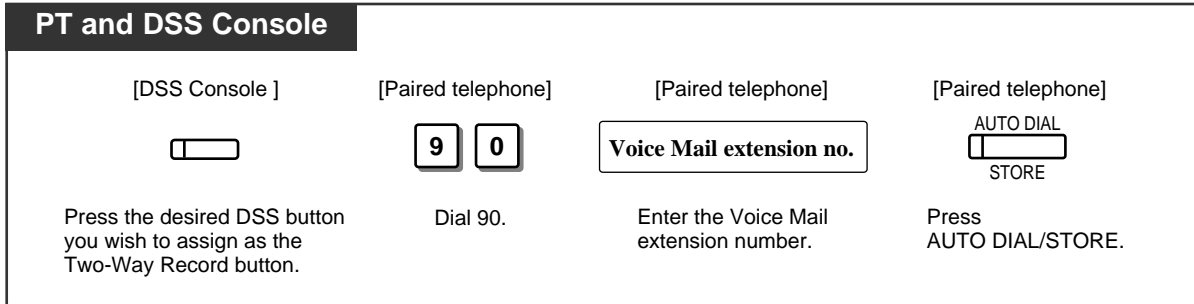 PT and DSS Console
[DSS Console ]
[Paired telephone]
[Paired telephone]
[Paired telephone]
9 0
Voice Mail extension no.
AUTO DIAL
STORE
Press the desired DSS button
you wish to assign as the
Two-Way Record button.
Dial 90.
Enter the Voice Mail
extension number.
Press
AUTO DIAL/STORE.